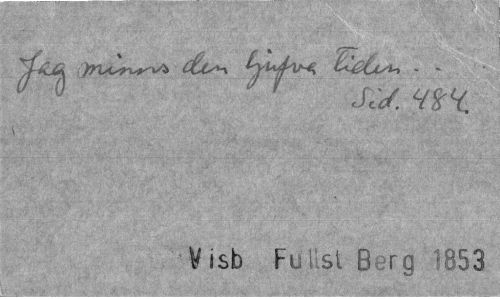 Jag minns den ljufva tiden...
Sid. 484.
Visb Fullst Berg 1853